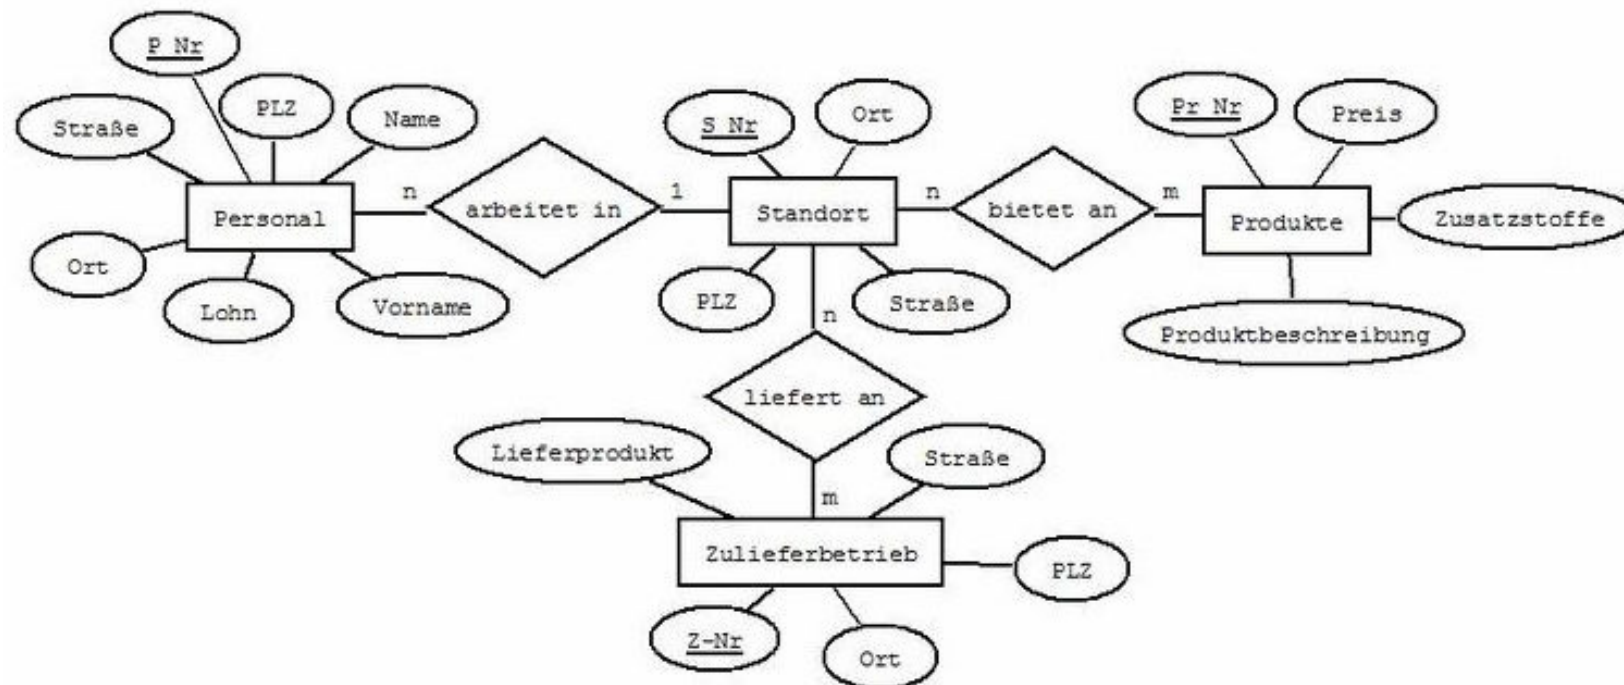 P Nr
Straße
PLZ
Name
Personal
Ort
Lohn
Vorname
n
arbeitet in
1
S Nr
Ort
Standort
PLZ
Straße
n
bietet an
m
Pr Nr
Preis
Produkte
Zusatzstoffe
Produktbeschreibung
n
liefert an
m
Lieferprodukt
Straße
Zulieferbetrieb
PLZ
Z-Nr
Ort